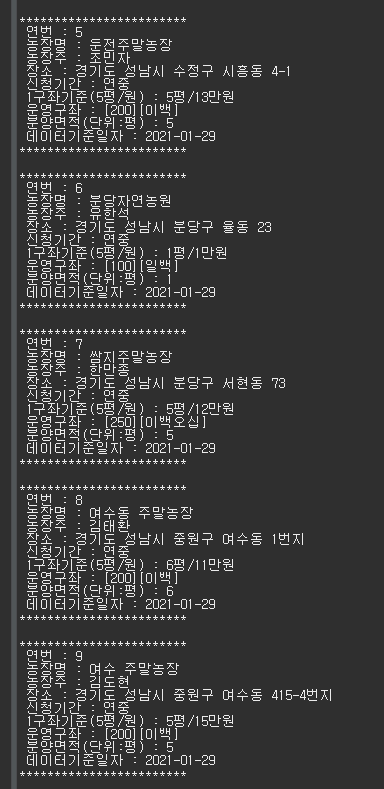 ************************
연번 : 5
농장명 : 둔전주말농장
농장주 : 조민자
장소 : 경기도 성남시 수정구 시흥동 4-1
신청기간 : 연중
1구좌기준(5평/원) : 5평/13만원
운영구좌 : [200][이백]
분양면적(단위:평) : 5
데이터기준일자 : 2021-01-29
************************
************************
연번 : 6
농장명 : 분당자연농원
농장주 : 유한석
장소 : 경기도 성남시 분당구 율동 23
신청기간 : 연중
1구좌기준(5평/원) : 1평/1만원
운영구좌 : [100][일백]
분양면적(단위:평) : 1
데이터기준일자 : 2021-01-29
************************
************************
연번 : 7
농장명 : 쌈지주말농장
농장주 : 한만종
장소 : 경기도 성남시 분당구 서현동 73
신청기간 : 연중
1구좌기준(5평/원) : 5평/12만원
운영구좌 : [250][이백오십]
분양면적(단위:평) : 5
데이터기준일자 : 2021-01-29
************************
************************
연번 : 8
농장명 : 여수동 주말농장
농장주 : 김태환
장소 : 경기도 성남시 중원구 여수동 1번지
신청기간 : 연중
1구좌기준(5평/원) : 6평/11만원
운영구좌 : [200][이백]
분양면적(단위:평) : 6
데이터기준일자 : 2021-01-29
************************
************************
연번 : 9
농장명 : 여수 주말농장
농장주 : 김도현
장소 : 경기도 성남시 중원구 여수동 415-4번지
신청기간 : 연중
1구좌기준(5평/원) : 5평/15만원
운영구좌 : [200][이백]
분양면적(단위:평) : 5
데이터기준일자 : 2021-01-29
************************